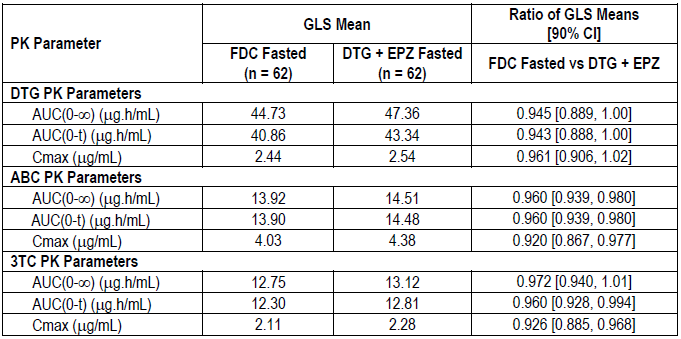 PK Parameter GLS Mean Ratio of GLS Means
[90% CI]
FDC Fasted
(n = 62) DTG + EPZ Fasted
(n = 62) FDC Fasted vs DTG + EPZ
DTG PK Parameters
AUC(0-∞) (μg.h/mL) 44.73 47.36 0.945 [0.889, 1.00]
AUC(0-t) (μg.h/mL) 40.86 43.34 0.943 [0.888, 1.00]
Cmax (μg/mL) 2.44 2.54 0.961 [0.906, 1.02]
ABC PK Parameters
AUC(0-∞) (μg.h/mL) 13.92 14.51 0.960 [0.939, 0.980]
AUC(0-t) (μg.h/mL) 13.90 14.48 0.960 [0.939, 0.980]
Cmax (μg/mL) 4.03 4.38 0.920 [0.867, 0.977]
3TC PK Parameters
AUC(0-∞) (μg.h/mL) 12.75 13.12 0.972 [0.940, 1.01]
AUC(0-t) (μg.h/mL) 12.30 12.81 0.960 [0.928, 0.994]
Cmax (μg/mL) 2.11 2.28 0.926 [0.885, 0.968]